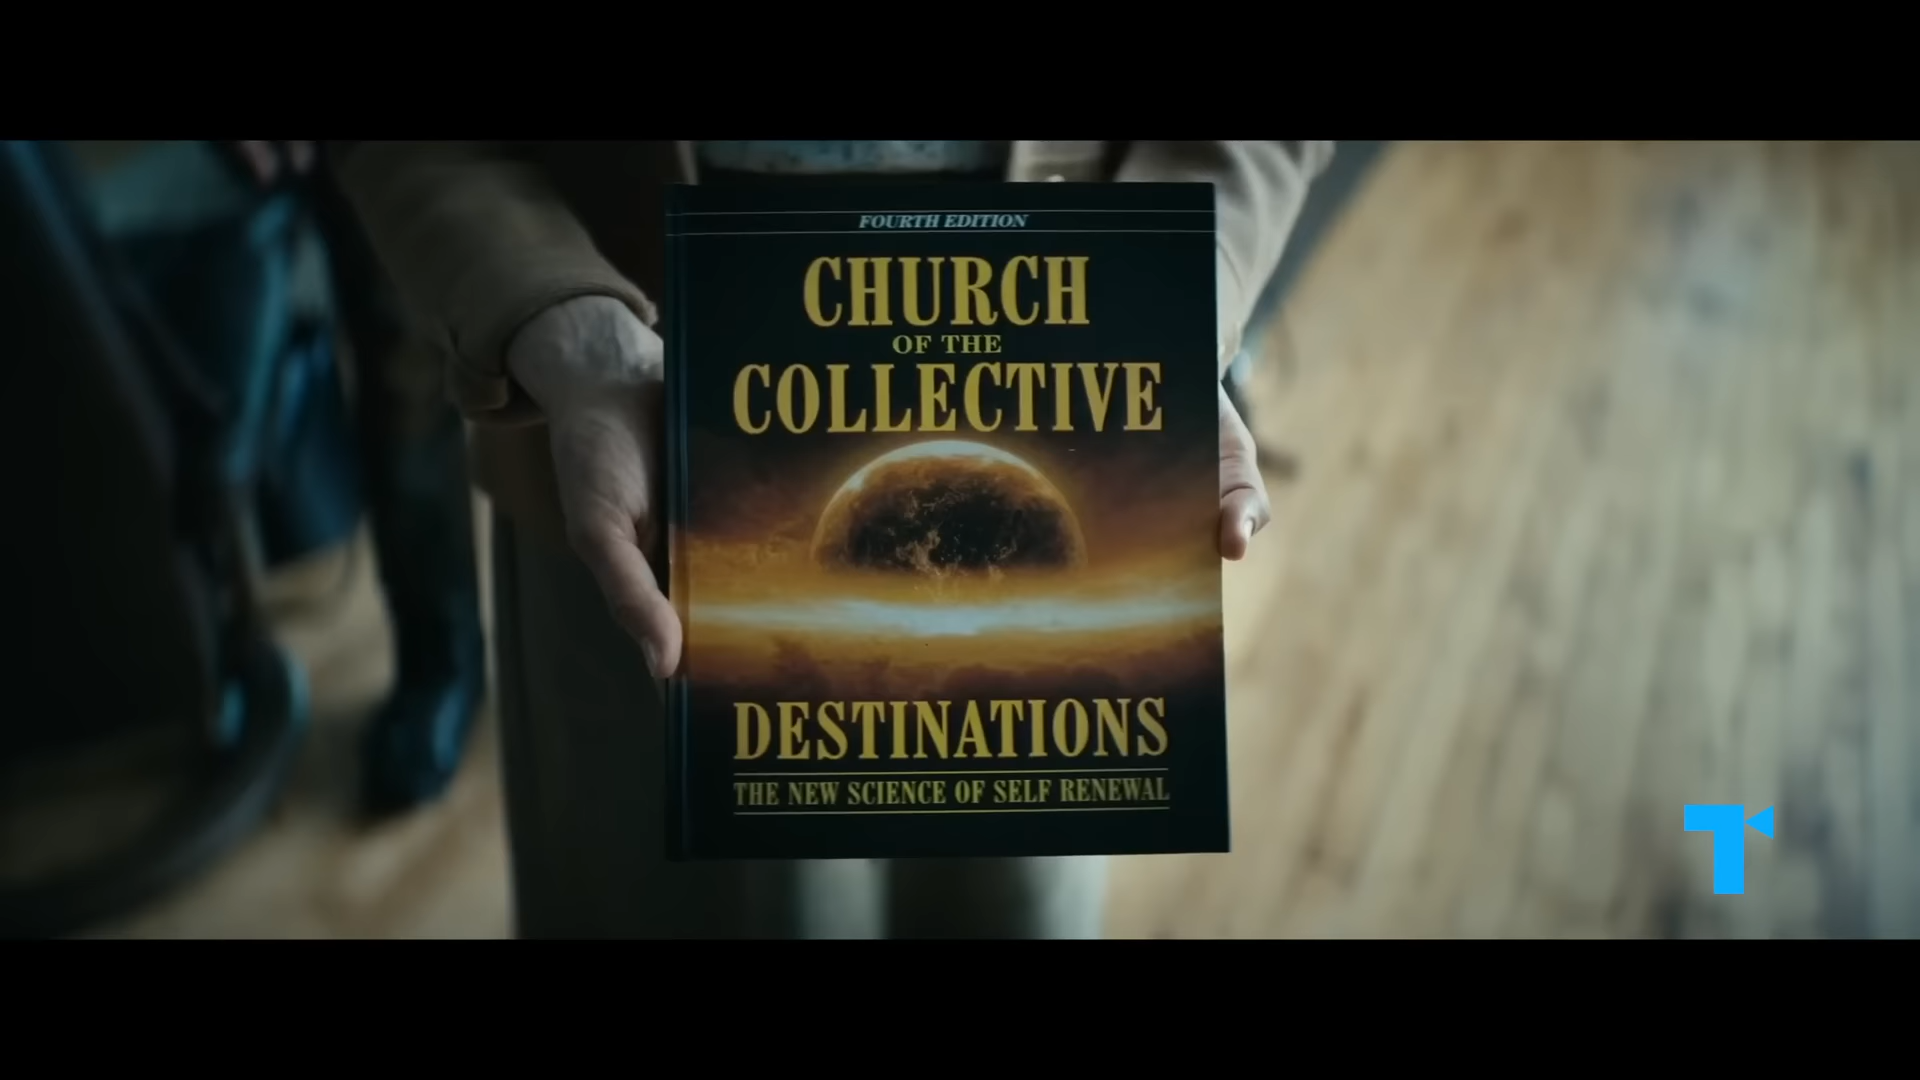 FOURTH EDITION
CHURCH
OF THE
COLLECTIVE
DESTINATIONS
THE NEW SCIENCE OF SELF RENEWAL